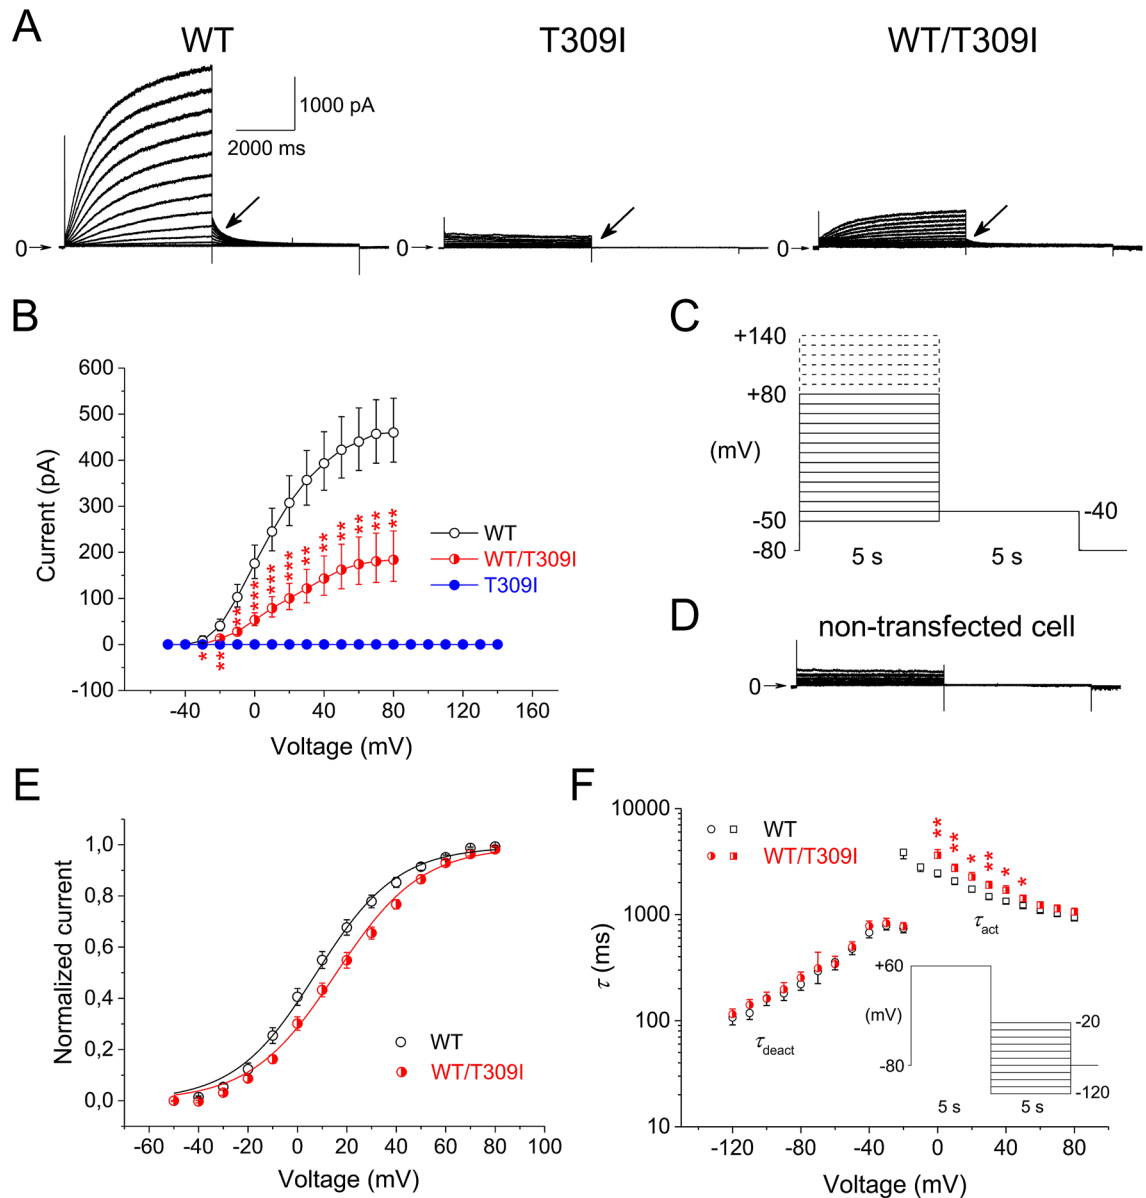 A
WT
T309I
WT/T309I
1000 pA
2000 ms
0
0
0
B
600
500
400
300
200
100
0
-100
Current (pA)
-40
0
40
80
120
160
Voltage (mV)
WT
WT/T309I
T309I
**
**
**
**
**
**
**
***
***
***
***
*
**
C
+140
+80
(mV)
-50
-80
-40
5 s
5 s
D
non-transfected cell
0
E
1,0
0,8
0,6
0,4
0,2
0,0
Normalized current
-60
-40
-20
0
20
40
60
80
100
Voltage (mV)
WT
WT/T309I
F
10000
1000
100
10
τ (ms)
WT
WT/T309I
**
**
*
**
*
*
τact
τdeact
+60
(mV)
-80
-20
-120
5 s
5 s
-120
-80
-40
0
40
80
Voltage (mV)